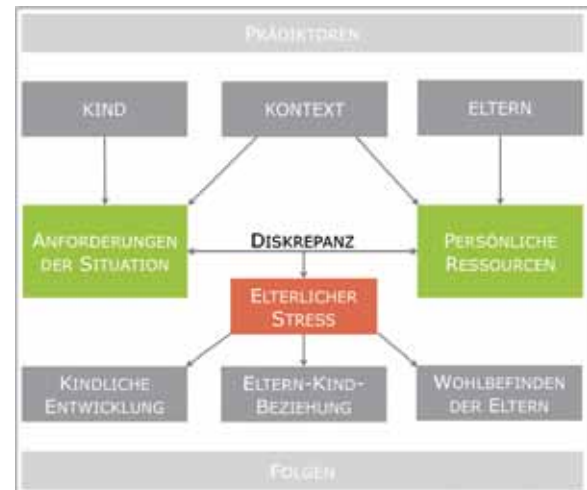 PRÄDIKTOREN
KIND
KONTEXT
ELTERN
ANFORDERUNGEN
DER SITUATION
DISKREPANZ
PERSÖNLICHE
RESSOURCEN
ELTERLICHER
STRESS
KINDLICHE
ENTWICKLUNG
ELTERN-KIND-
BEZIEHUNG
WOHLBEFINDEN
DER ELTERN
FOLGEN